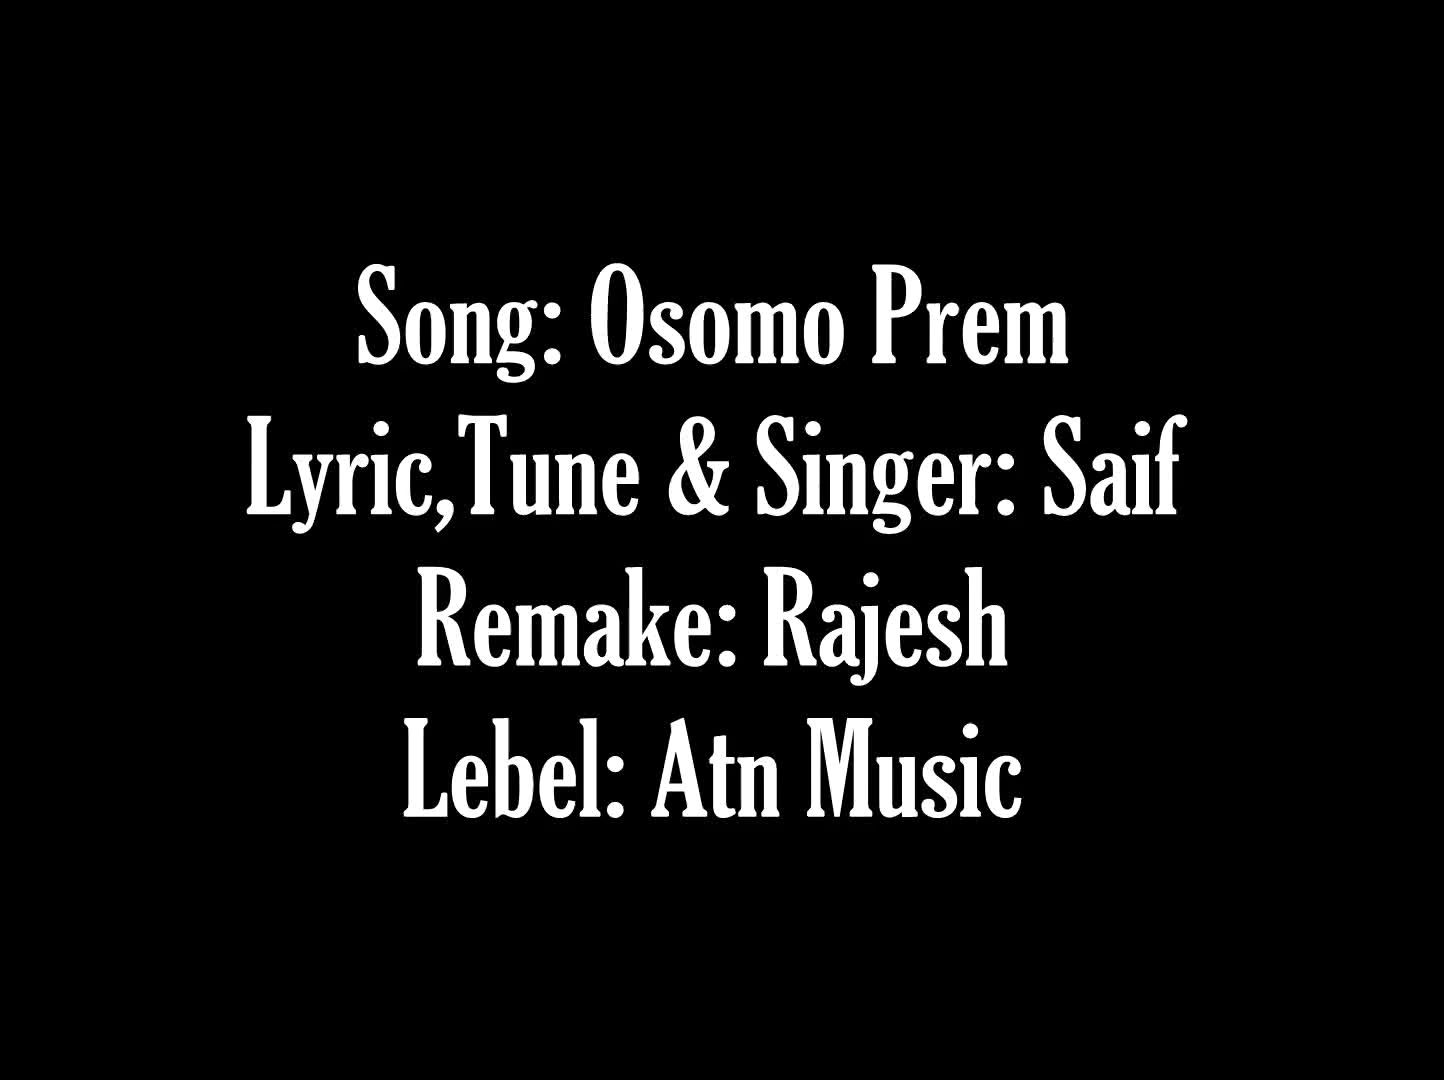 Song: Osomo Prem
Lyric,Tune & Singer: Saif
Remake: Rajesh
Lebel: Atn Music